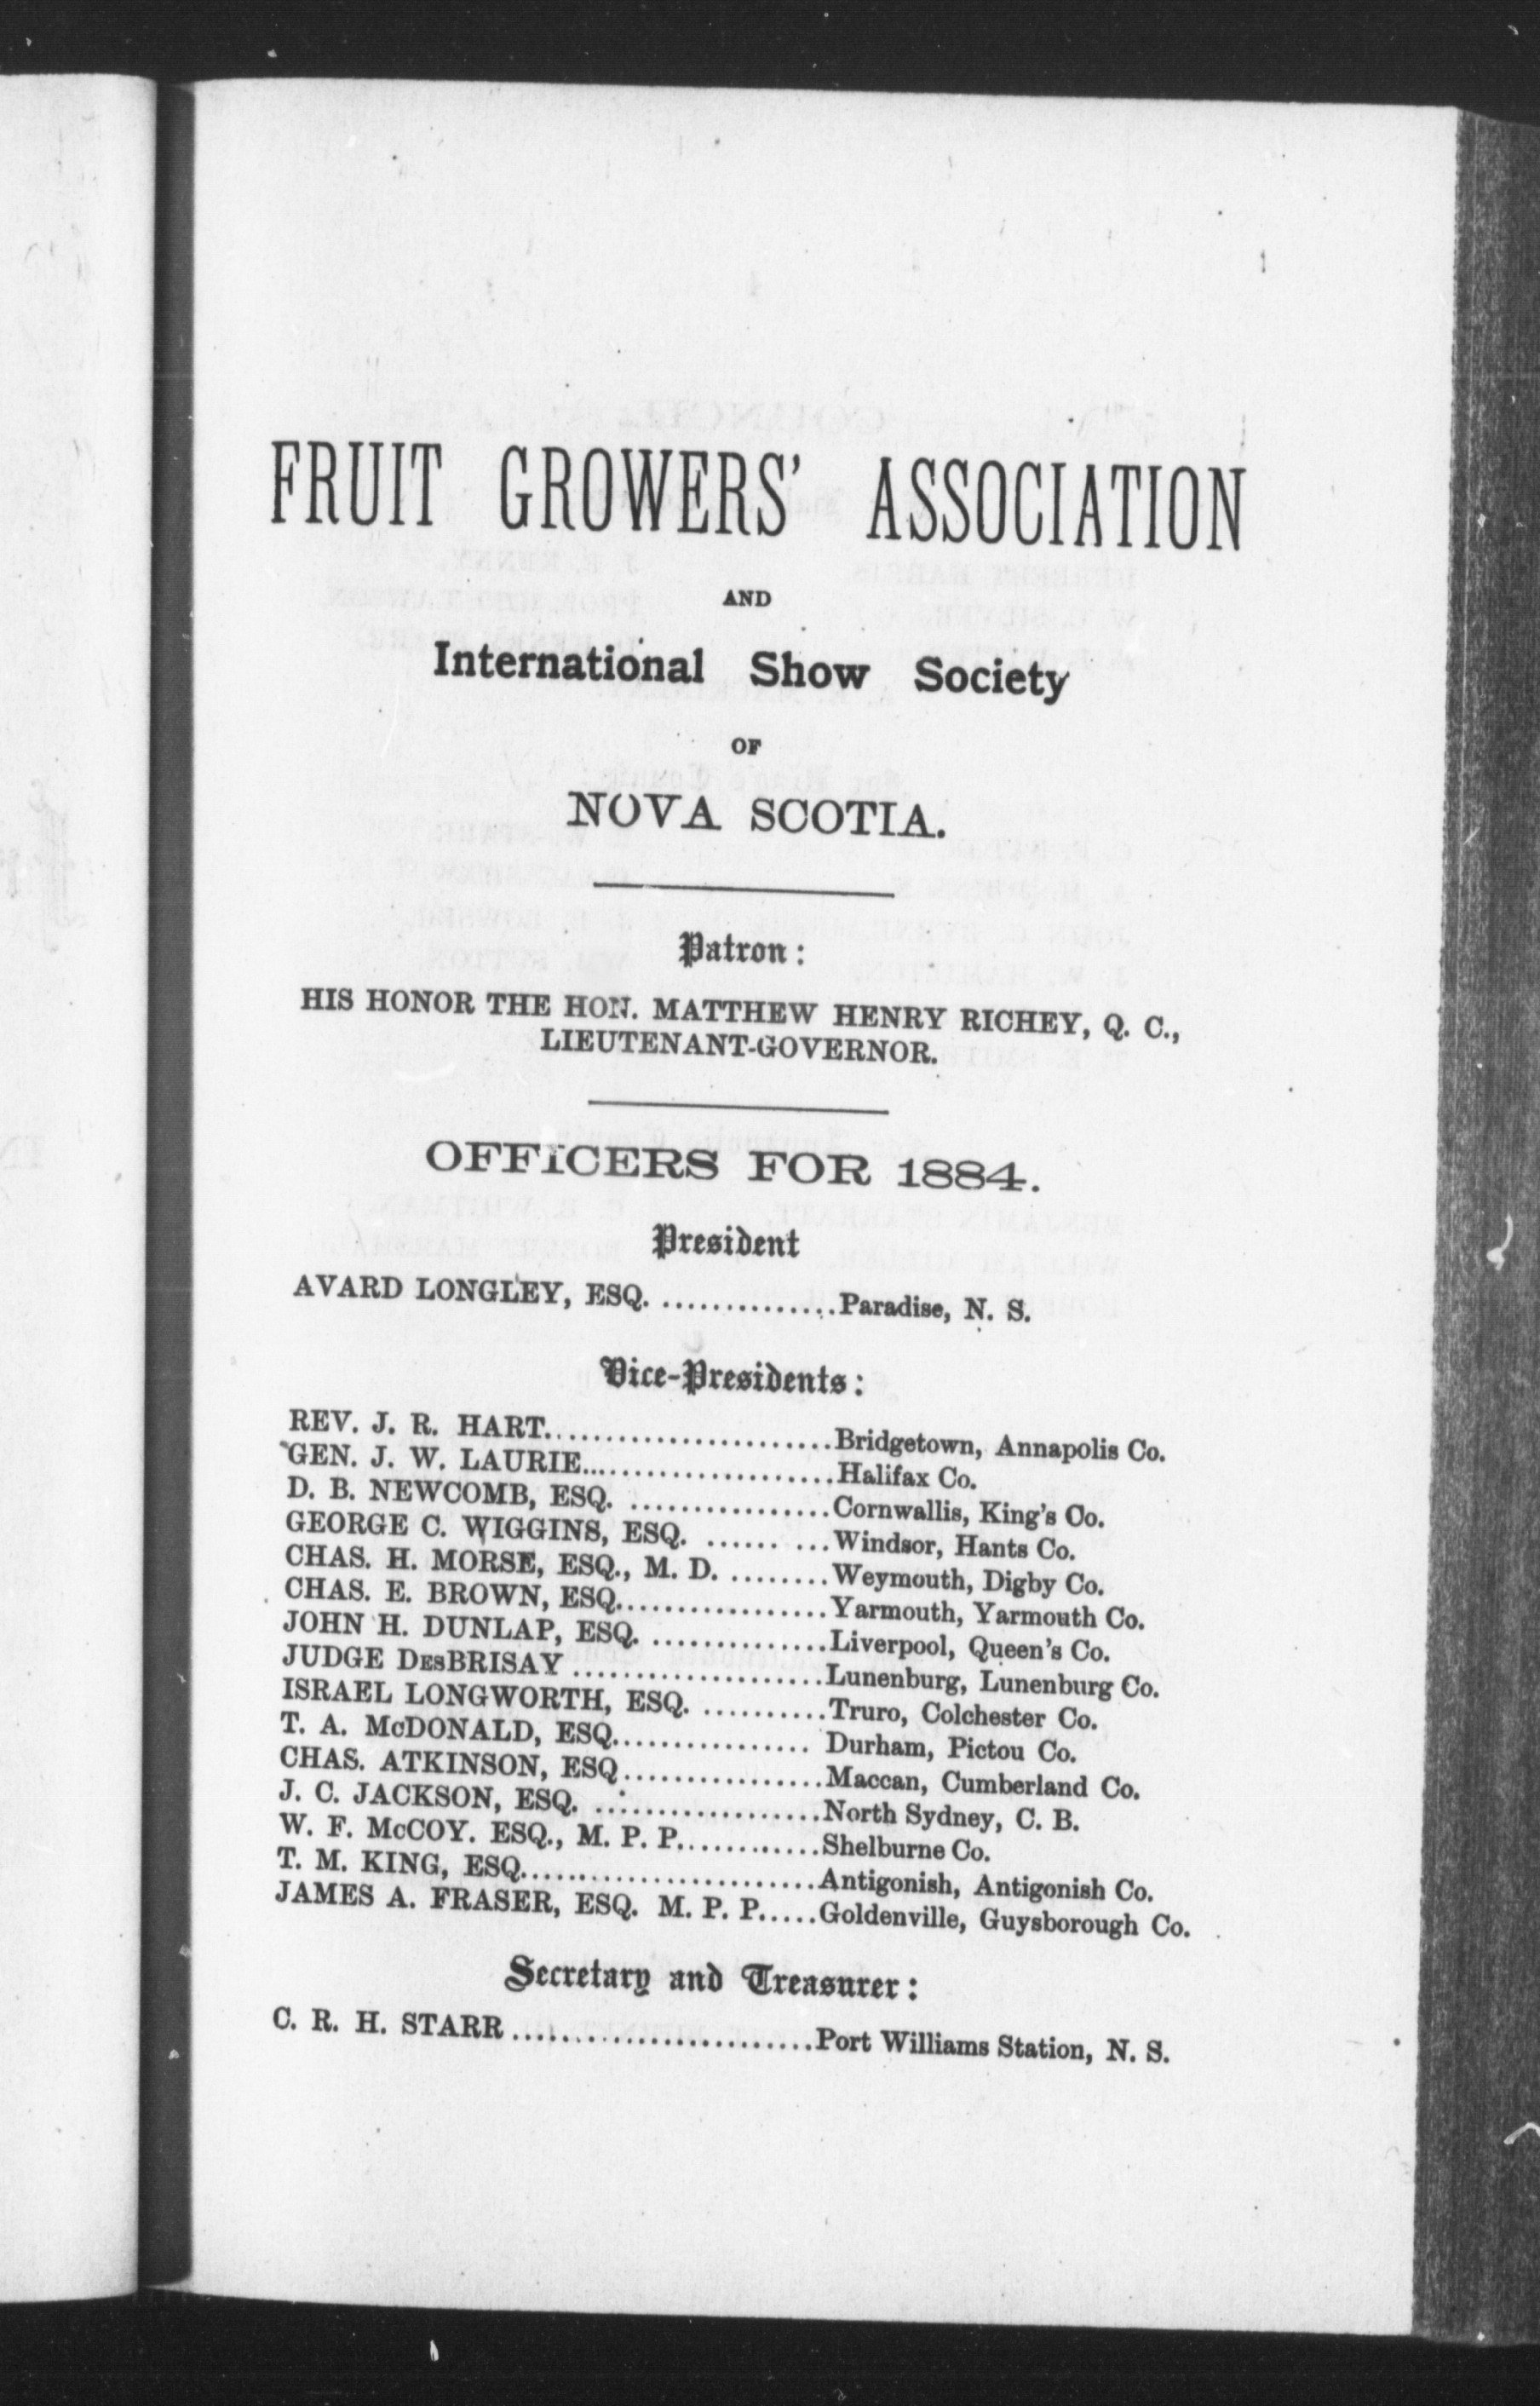 FRUIT GROWERS' ASSOCIATION
AND
International Show Society
OF
NOVA SCOTIA.
Patron:
HIS HONOR THE HON. MATTHEW HENRY RICHEY, Q. C.,
LIEUTENANT-GOVERNOR.
OFFICERS FOR 1884.
President
AVARD LONGLEY, ESQ. ..............Paradise, N. S.
Vice-Presidents:
REV. J. R. HART........................Bridgetown, Annapolis Co.
GEN. J. W. LAURIE.....................Halifax Co.
D. B. NEWCOMB, ESQ. .................Cornwallis, King's Co.
GEORGE C. WIGGINS, ESQ. ...... ...Windsor, Hants Co.
CHAS. H. MORSE, ESQ., M. D. ........Weymouth, Digby Co.
CHAS. E. BROWN, ESQ..................Yarmouth, Yarmouth Co.
JOHN H. DUNLAP, ESQ. ...............Liverpool, Queen's Co.
JUDGE DESBRISAY .....................Lunenburg, Lunenburg Co.
ISRAEL LONGWORTH, ESQ. ..........Truro, Colchester Co.
T. A. McDONALD, ESQ................. Durham, Pictou Co.
CHAS. ATKINSON, ESQ.................Maccan, Cumberland Co.
J. C. JACKSON, ESQ. ...................North Sydney, C. B.
W. F. McCOY. ESQ., M. P. P............Shelburne Co.
T. M. KING, ESQ.........................Antigonish, Antigonish Co.
JAMES A. FRASER, ESQ. M. P. P.....Goldenville, Guysborough Co.
Secretary and Treasurer:
C. R. H. STARR.........................Port Williams Station, N. S.